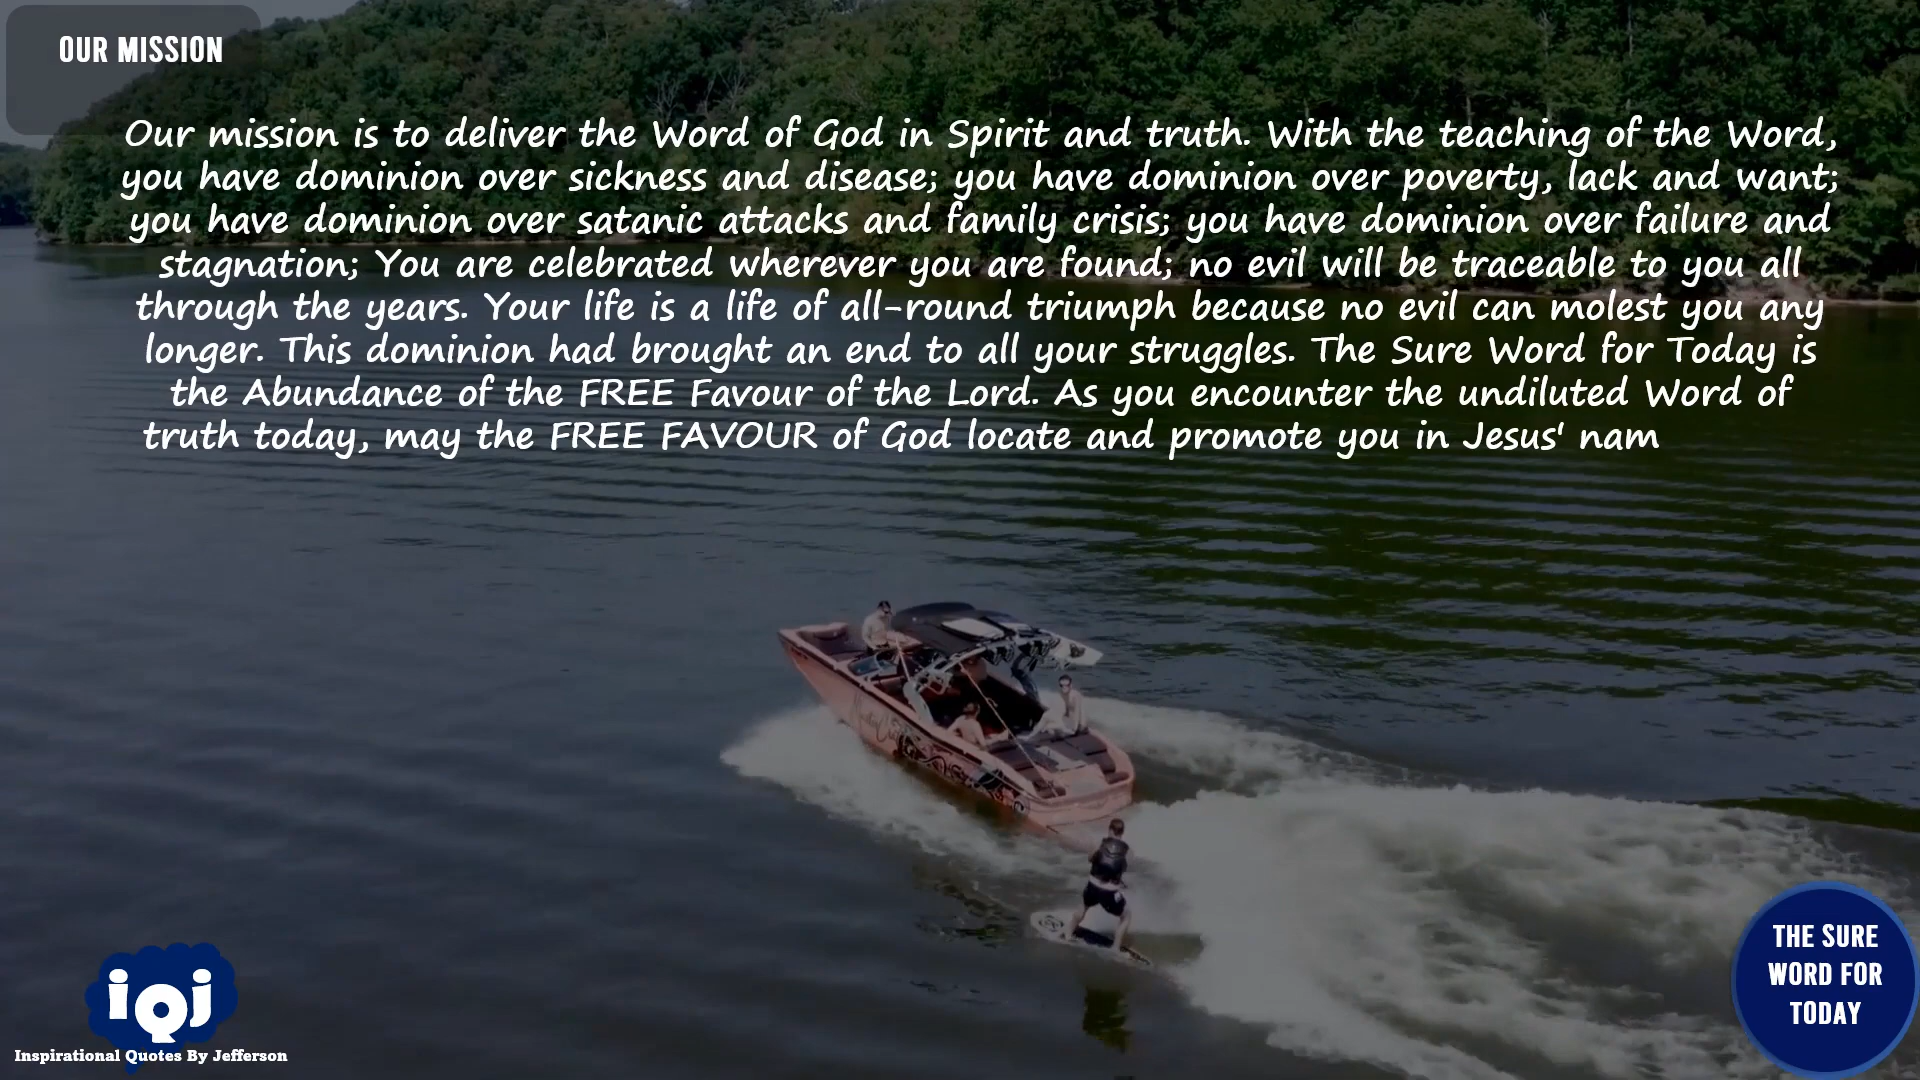 OUR MISSION
Our mission is to deliver the Word of God in Spirit and truth. With the teaching of the Word,
you have dominion over sickness and disease; you have dominion over poverty, lack and want;
you have dominion over satanic attacks and family crisis; you have dominion over failure and
stagnation; You are celebrated wherever you are found; no evil will be traceable to you all
through the years. Your life is a life of all-round triumph because no evil can molest you any
longer. This dominion had brought an end to all your struggles. The Sure Word for Today is
the Abundance of the FREE Favour of the Lord. As you encounter the undiluted Word of
truth today, may the FREE FAVOUR of God locate and promote you in Jesus' nam
iQj
Inspirational Quotes By Jefferson
THE SURE
WORD FOR
TODAY